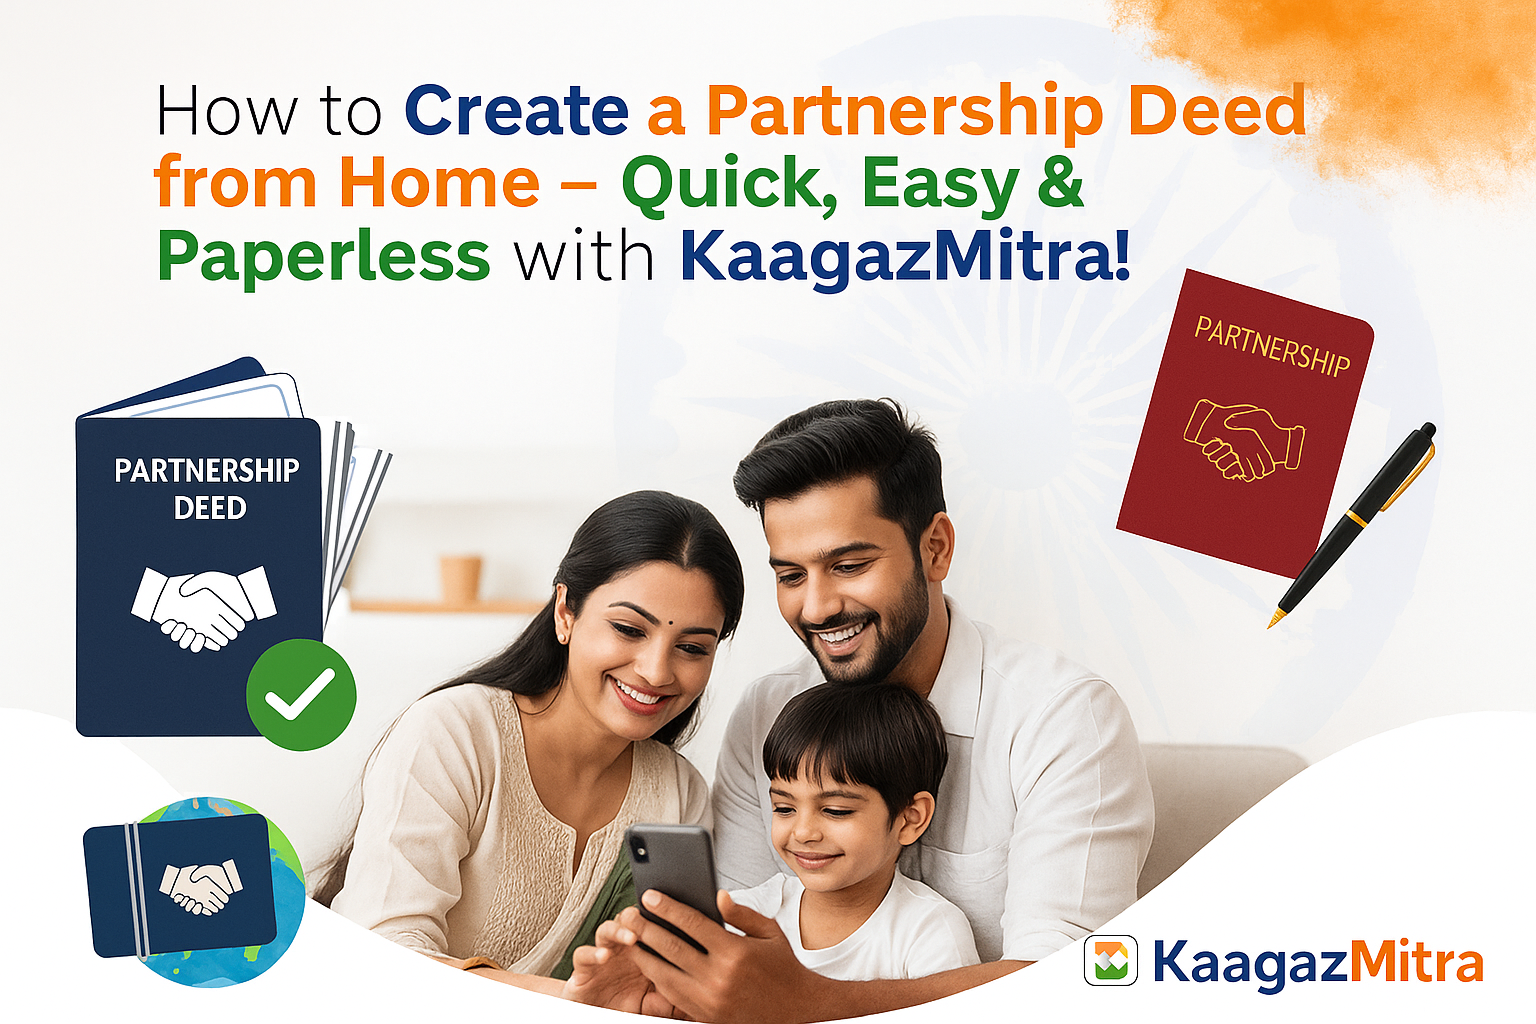 How to Create a Partnership Deed
from Home – Quick, Easy &
Paperless with KaagazMitra!
PARTNERSHIP
PARTNERSHIP
DEED
KaagazMitra